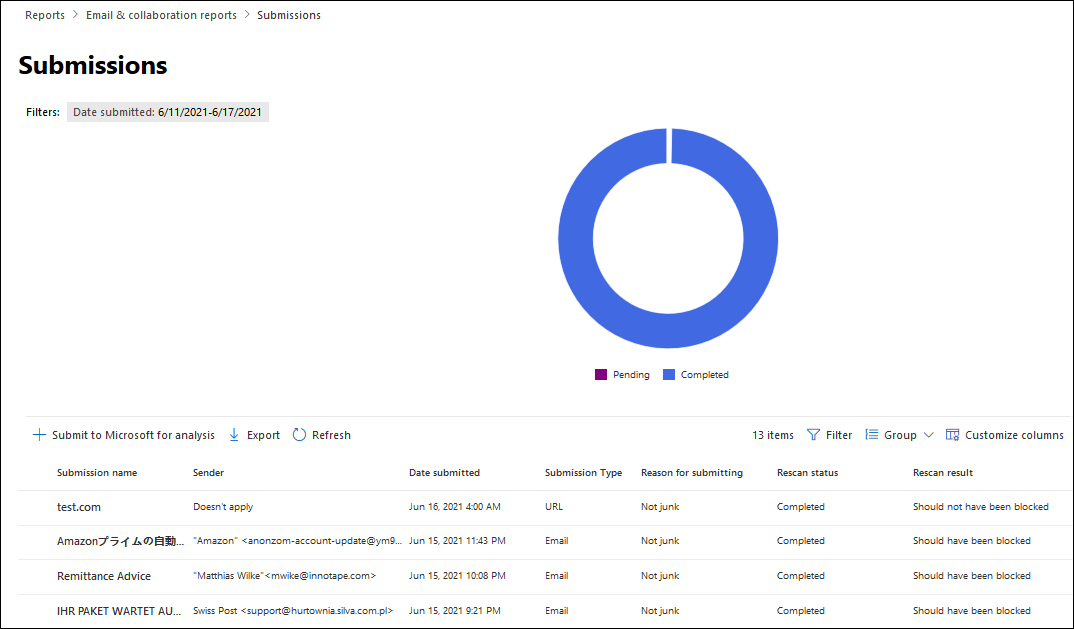 Reports > Email & collaboration reports > Submissions
Submissions
Filters: Date submitted: 6/11/2021-6/17/2021
Pending Completed
Submit to Microsoft for analysis Export Refresh 13 items Filter Group Customize columns
Submission name Sender Date submitted Submission Type Reason for submitting Rescan status Rescan result
test.com Doesn't apply Jun 16, 2021 4:00 AM URL Not junk Completed Should not have been blocked
Amazonプライムの自動... "Amazon" <anonzom-account-update@ym9... Jun 15, 2021 11:43 PM Email Not junk Completed Should have been blocked
Remittance Advice "Matthias Wilke"<mwike@innotape.com> Jun 15, 2021 10:08 PM Email Not junk Completed Should have been blocked
IHR PAKET WARTET AU... Swiss Post <support@hurtownia.silva.com.pl> Jun 15, 2021 9:21 PM Email Not junk Completed Should have been blocked